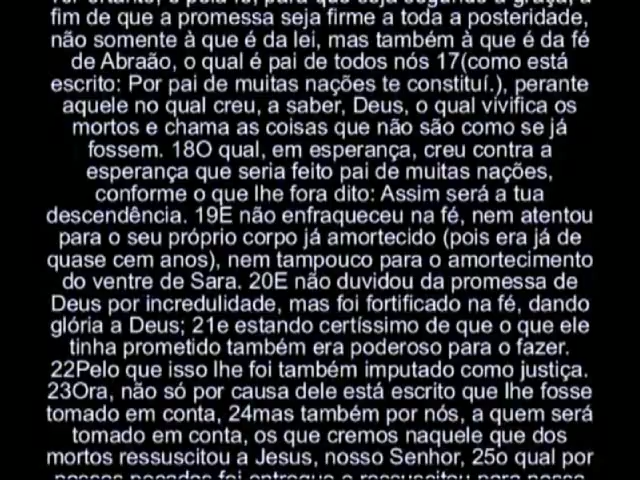 fim de que a promessa seja firme a toda a posteridade,
não somente à que é da lei, mas também à que é da fé
de Abraão, o qual é pai de todos nós 17(como está
escrito: Por pai de muitas nações te constituí.), perante
aquele no qual creu, a saber, Deus, o qual vivifica os
mortos e chama as coisas que não são como se já
fossem. 18O qual, em esperança, creu contra a
esperança que seria feito pai de muitas nações,
conforme o que lhe fora dito: Assim será a tua
descendência. 19E não enfraqueceu na fé, nem atentou
para o seu próprio corpo já amortecido (pois era já de
quase cem anos), nem tampouco para o amortecimento
do ventre de Sara. 20E não duvidou da promessa de
Deus por incredulidade, mas foi fortificado na fé, dando
glória a Deus; 21e estando certíssimo de que o que ele
tinha prometido também era poderoso para o fazer.
22Pelo que isso lhe foi também imputado como justiça.
23Ora, não só por causa dele está escrito que lhe fosse
tomado em conta, 24mas também por nós, a quem será
tomado em conta, os que cremos naquele que dos
mortos ressuscitou a Jesus, nosso Senhor, 25o qual por